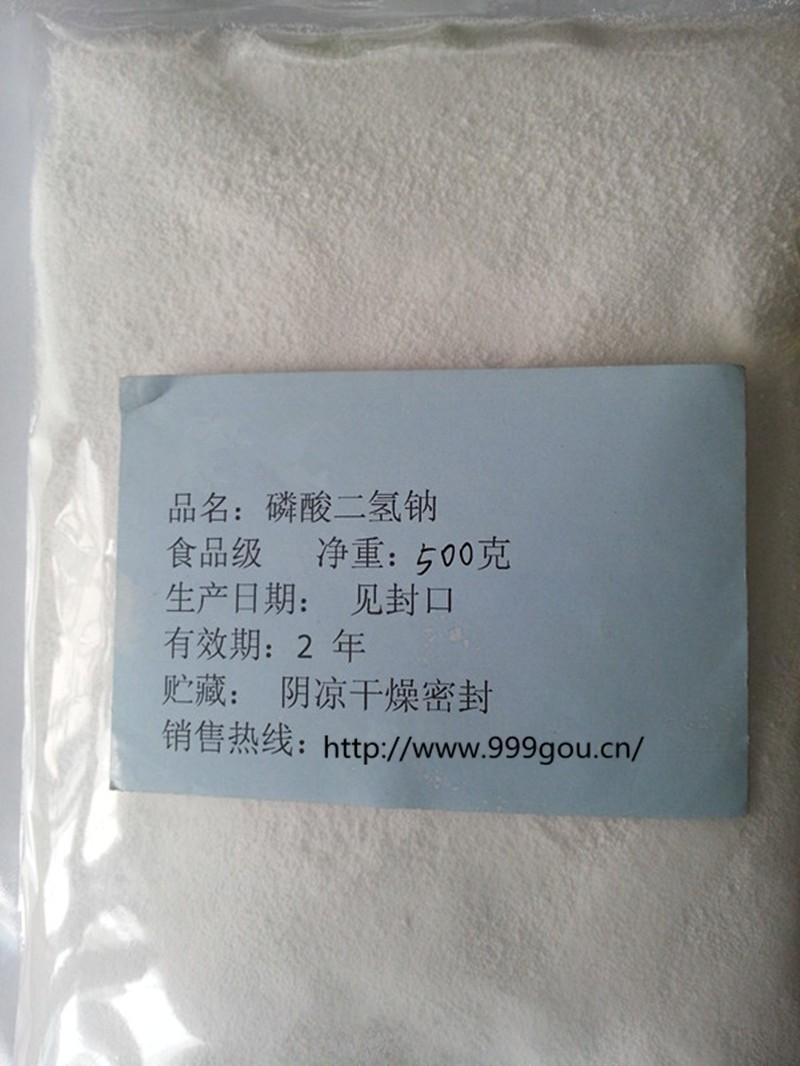 品名：磷酸二氢钠
食品级 净重：500克
生产日期： 见封口
有效期：2 年
贮藏： 阴凉干燥密封
销售热线：http://www.999gou.cn/